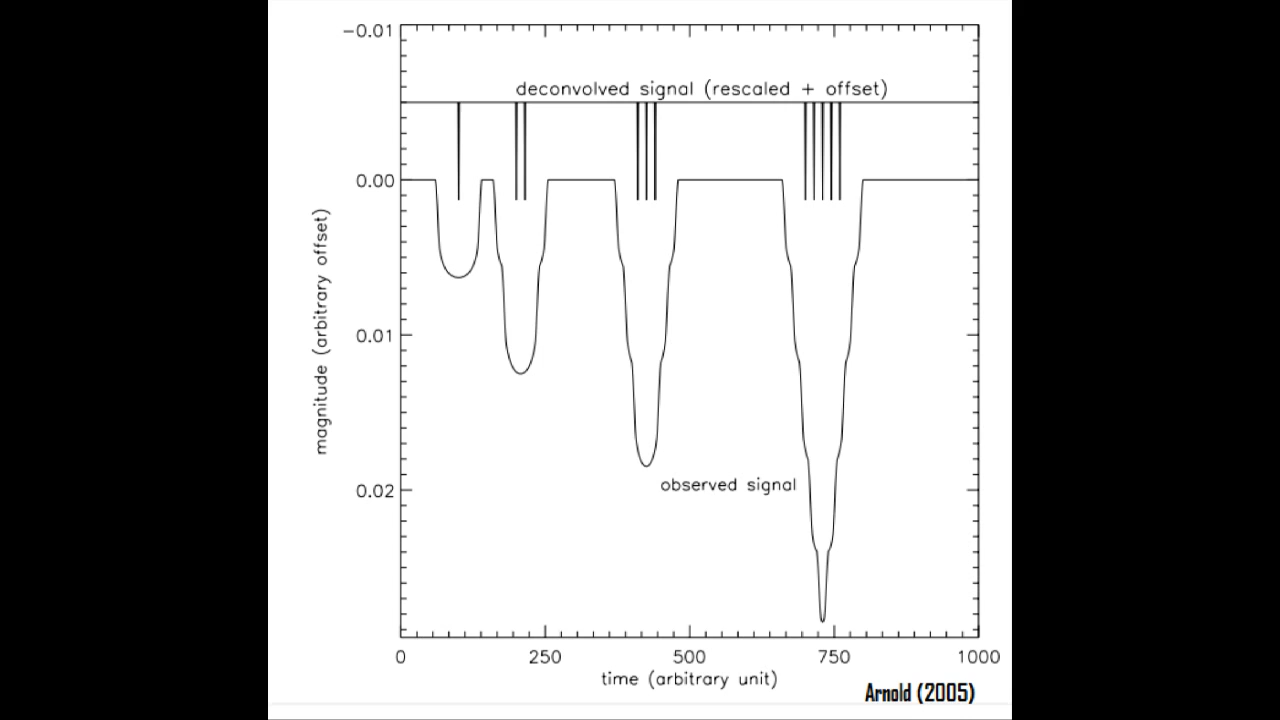 −0.01
deconvolved signal (rescaled + offset)
0.00
magnitude (arbitrary offset)
0.01
observed signal
0.02
0 250 500 750 1000
time (arbitrary unit)
Arnold (2005)